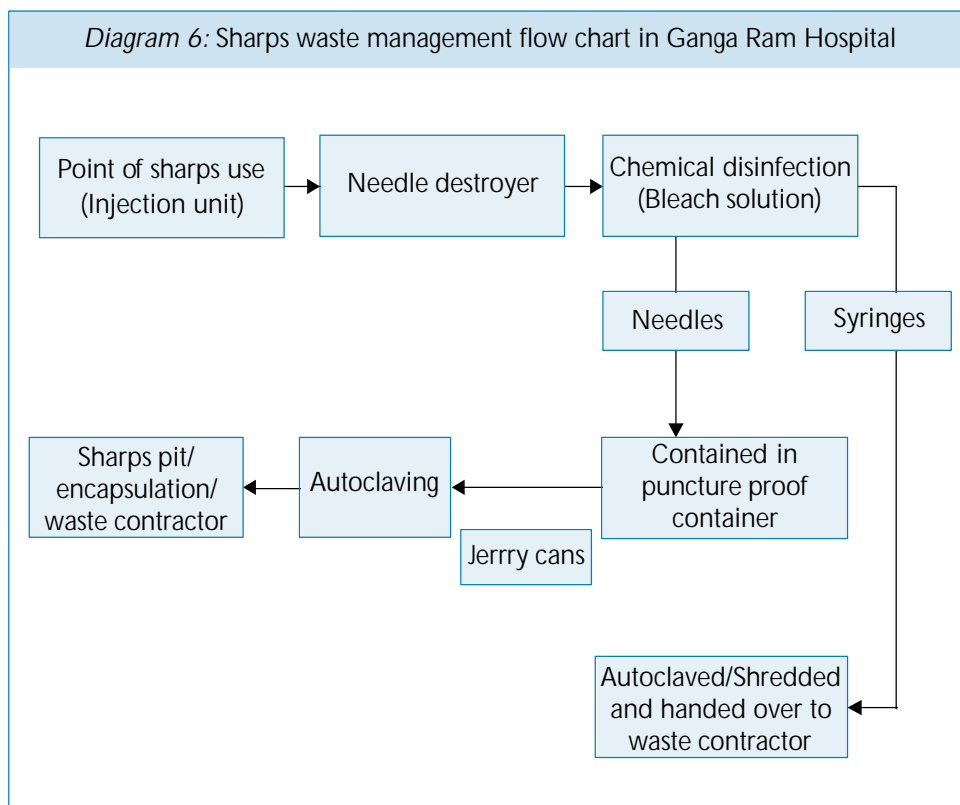 Diagram 6: Sharps waste management flow chart in Ganga Ram Hospital
Point of sharps use
(Injection unit)
Needle destroyer
Chemical disinfection
(Bleach solution)
Needles
Syringes
Sharps pit/
encapsulation/
waste contractor
Autoclaving
Contained in
puncture proof
container
Jerrry cans
Autoclaved/Shredded
and handed over to
waste contractor